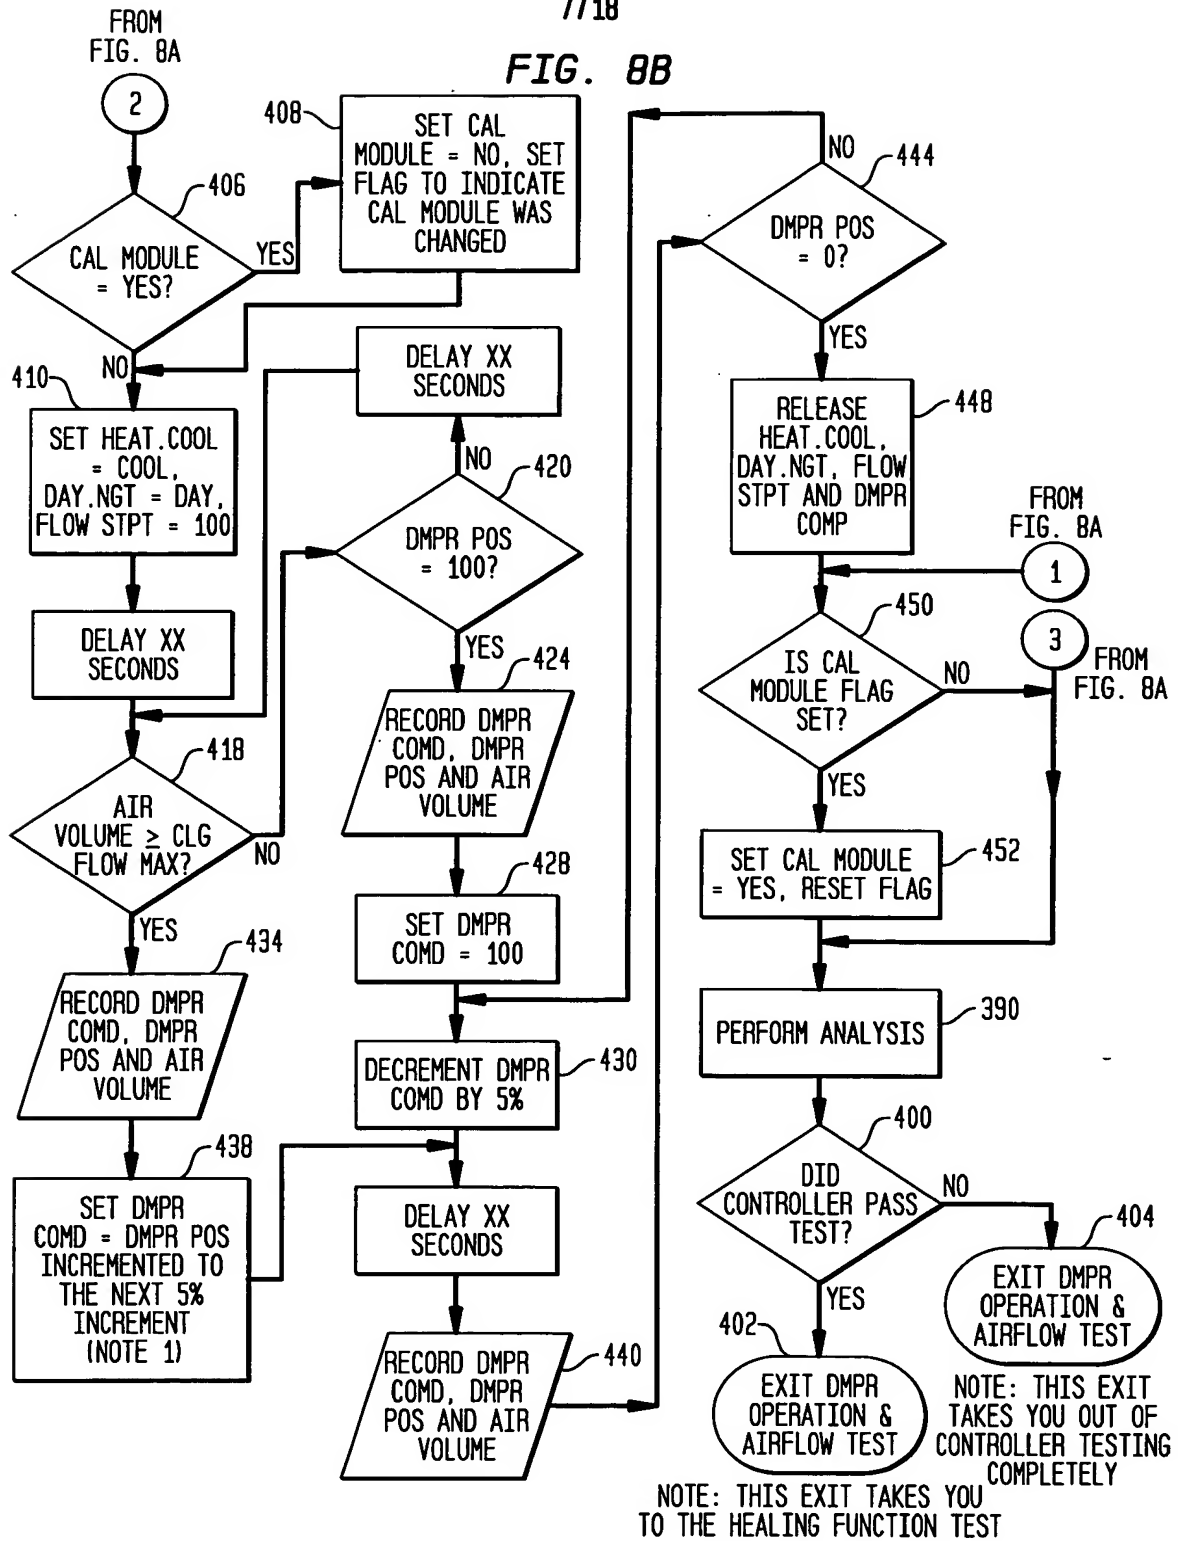 7/18
FIG. 8B
FROM
FIG. 8A
2
406
CAL MODULE
= YES?
YES
NO
408
SET CAL
MODULE = NO, SET
FLAG TO INDICATE
CAL MODULE WAS
CHANGED
410
SET HEAT.COOL
= COOL,
DAY.NGT = DAY,
FLOW STPT = 100
DELAY XX
SECONDS
418
AIR
VOLUME ≥ CLG
FLOW MAX?
NO
YES
434
RECORD DMPR
COMD, DMPR
POS AND AIR
VOLUME
438
SET DMPR
COMD = DMPR POS
INCREMENTED TO
THE NEXT 5%
INCREMENT
(NOTE 1)
DELAY XX
SECONDS
NO
420
DMPR POS
= 100?
YES
424
RECORD DMPR
COMD, DMPR
POS AND AIR
VOLUME
428
SET DMPR
COMD = 100
430
DECREMENT DMPR
COMD BY 5%
DELAY XX
SECONDS
440
RECORD DMPR
COMD, DMPR
POS AND AIR
VOLUME
NO
444
DMPR POS
= 0?
YES
448
RELEASE
HEAT.COOL,
DAY.NGT, FLOW
STPT AND DMPR
COMP
FROM
FIG. 8A
1
450
IS CAL
MODULE FLAG
SET?
NO
3
FROM
FIG. 8A
YES
452
SET CAL MODULE
= YES, RESET FLAG
390
PERFORM ANALYSIS
400
DID
CONTROLLER PASS
TEST?
NO
YES
404
EXIT DMPR
OPERATION &
AIRFLOW TEST
NOTE: THIS EXIT
TAKES YOU OUT OF
CONTROLLER TESTING
COMPLETELY
402
EXIT DMPR
OPERATION &
AIRFLOW TEST
NOTE: THIS EXIT TAKES YOU
TO THE HEALING FUNCTION TEST